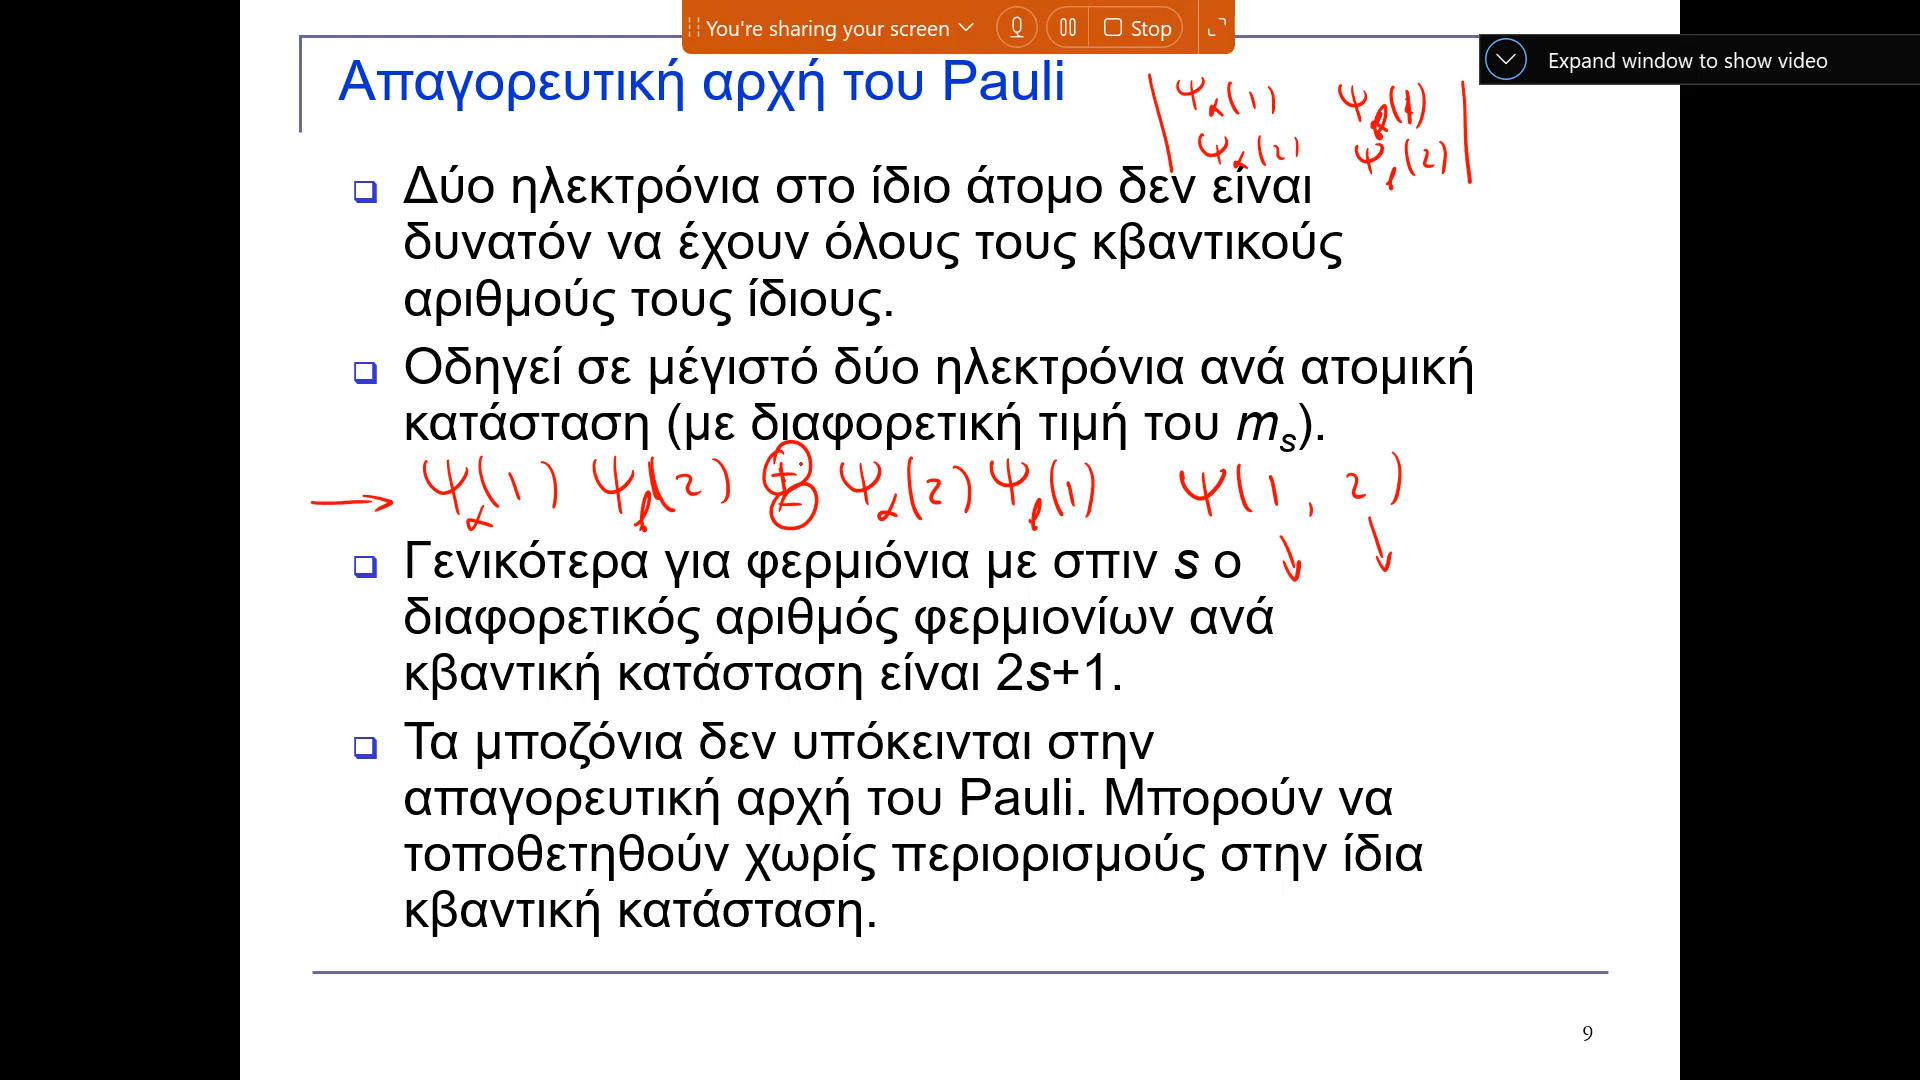 You're sharing your screen
Stop
Expand window to show video
Απαγορευτική αρχή του Pauli
Ψα(1) Ψβ(1)
Ψα(2) Ψβ(2)
❑ Δύο ηλεκτρόνια στο ίδιο άτομο δεν είναι
δυνατόν να έχουν όλους τους κβαντικούς
αριθμούς τους ίδιους.
❑ Οδηγεί σε μέγιστό δύο ηλεκτρόνια ανά ατομική
κατάσταση (με διαφορετική τιμή του ms).
→ Ψα(1) Ψβ(2) ± Ψα(2) Ψβ(1) Ψ(1, 2)
❑ Γενικότερα για φερμιόνια με σπιν s ο
διαφορετικός αριθμός φερμιονίων ανά
κβαντική κατάσταση είναι 2s+1.
❑ Τα μποζόνια δεν υπόκεινται στην
απαγορευτική αρχή του Pauli. Μπορούν να
τοποθετηθούν χωρίς περιορισμούς στην ίδια
κβαντική κατάσταση.
9